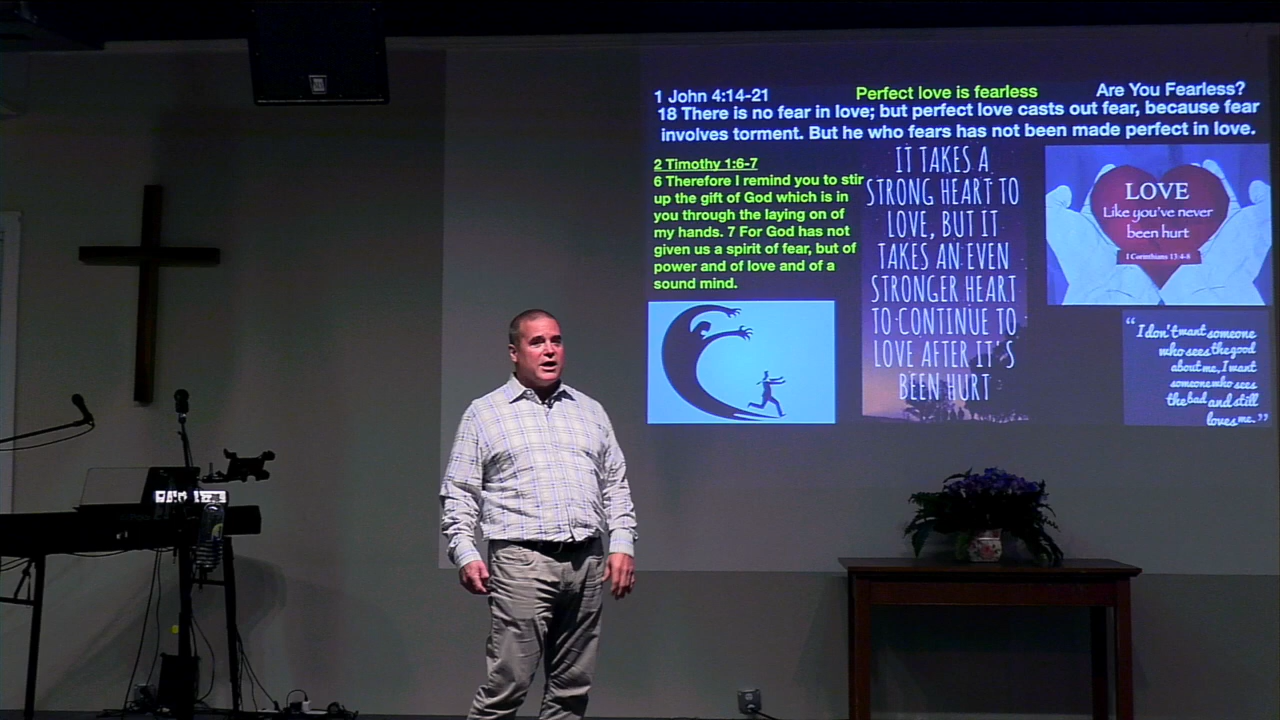 1 John 4:14-21 Perfect love is fearless Are You Fearless?
18 There is no fear in love; but perfect love casts out fear, because fear
involves torment. But he who fears has not been made perfect in love.
2 Timothy 1:6-7
6 Therefore I remind you to stir
up the gift of God which is in
you through the laying on of
my hands. 7 For God has not
given us a spirit of fear, but of
power and of love and of a
sound mind.
IT TAKES A
STRONG HEART TO
LOVE, BUT IT
TAKES AN EVEN
STRONGER HEART
TO CONTINUE TO
LOVE AFTER IT'S
BEEN HURT
LOVE
Like you've never
been hurt
1 Corinthians 13:4-8
“I don't want someone
who sees the good
about me, I want
someone who sees
the bad and still
loves me.”